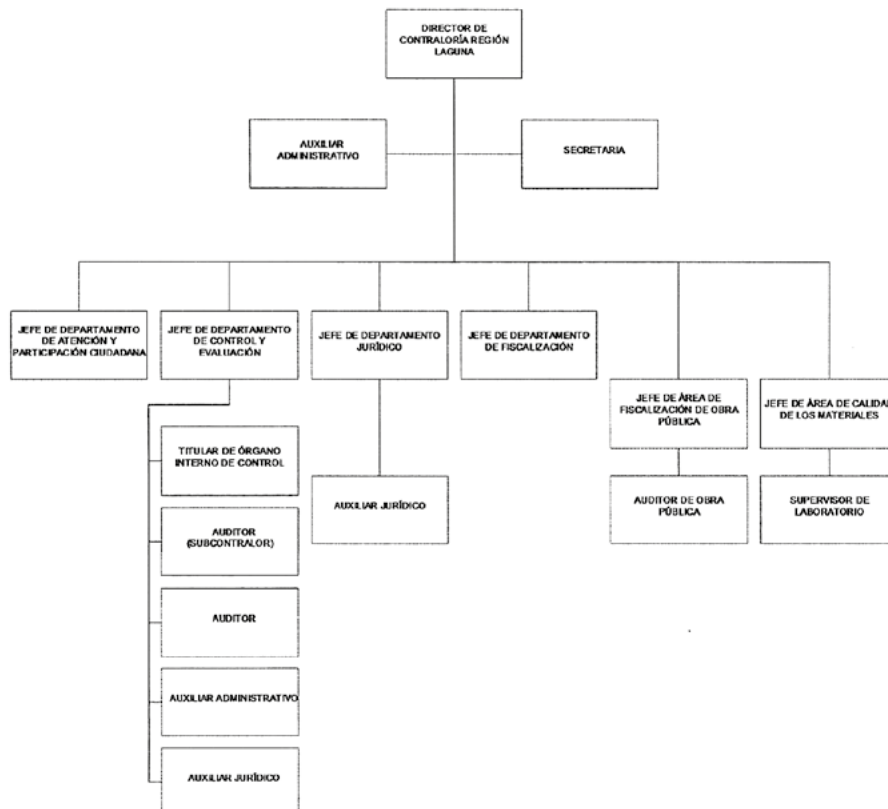 DIRECTOR DE
CONTRALORÍA REGIÓN
LAGUNA
AUXILIAR
ADMINISTRATIVO
SECRETARIA
JEFE DE DEPARTAMENTO
DE ATENCIÓN Y
PARTICIPACIÓN CIUDADANA
JEFE DE DEPARTAMENTO
DE CONTROL Y
EVALUACIÓN
JEFE DE DEPARTAMENTO
JURÍDICO
JEFE DE DEPARTAMENTO
DE FISCALIZACIÓN
JEFE DE ÁREA DE
FISCALIZACIÓN DE OBRA
PÚBLICA
JEFE DE ÁREA DE CALIDA
DE LOS MATERIALES
TITULAR DE ÓRGANO
INTERNO DE CONTROL
AUDITOR
(SUBCONTRALOR)
AUDITOR
AUXILIAR ADMINISTRATIVO
AUXILIAR JURÍDICO
AUXILIAR JURÍDICO
AUDITOR DE OBRA
PÚBLICA
SUPERVISOR DE
LABORATORIO